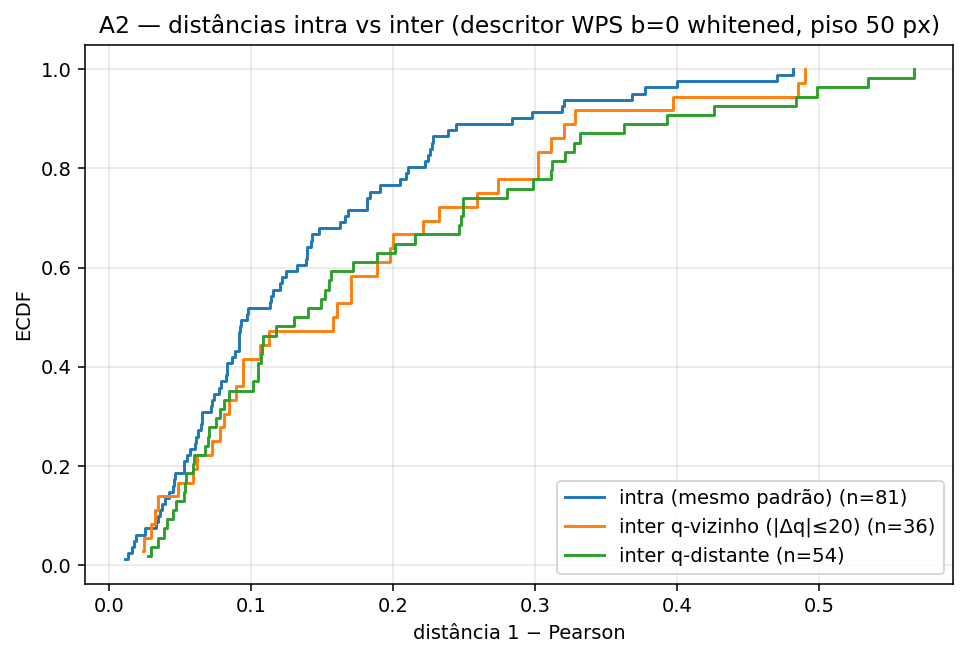 A2 — distâncias intra vs inter (descritor WPS b=0 whitened, piso 50 px)
1.0
0.8
0.6
0.4
0.2
0.0
ECDF
intra (mesmo padrão) (n=81)
inter q-vizinho (|Δq|≤20) (n=36)
inter q-distante (n=54)
0.0 0.1 0.2 0.3 0.4 0.5
distância 1 − Pearson